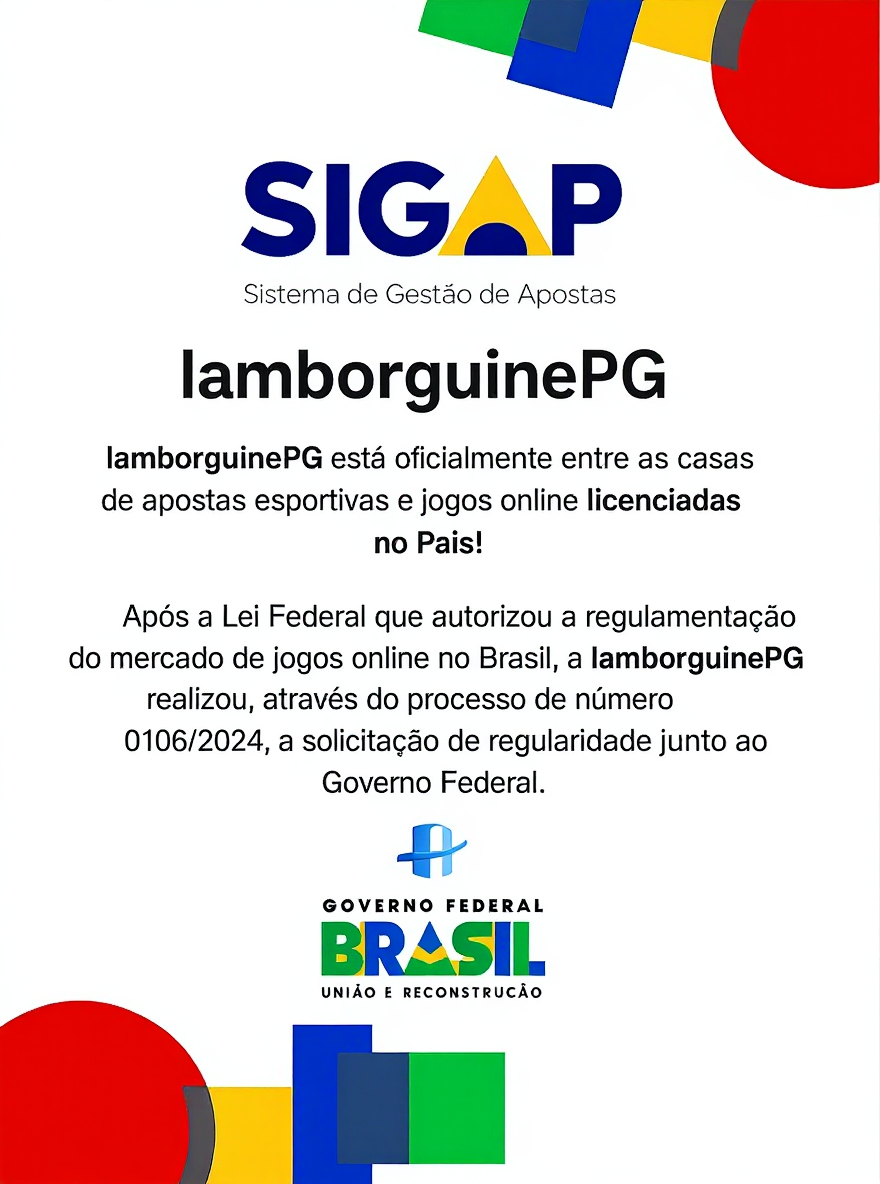 SIGAP
Sistema de Gestão de Apostas
lamborguinePG
lamborguinePG está oficialmente entre as casas
de apostas esportivas e jogos online licenciadas
no Pais!
Após a Lei Federal que autorizou a regulamentação
do mercado de jogos online no Brasil, a lamborguinePG
realizou, através do processo de número
0106/2024, a solicitação de regularidade junto ao
Governo Federal.
GOVERNO FEDERAL
BRASIL
UNIÃO E RECONSTRUCÃO